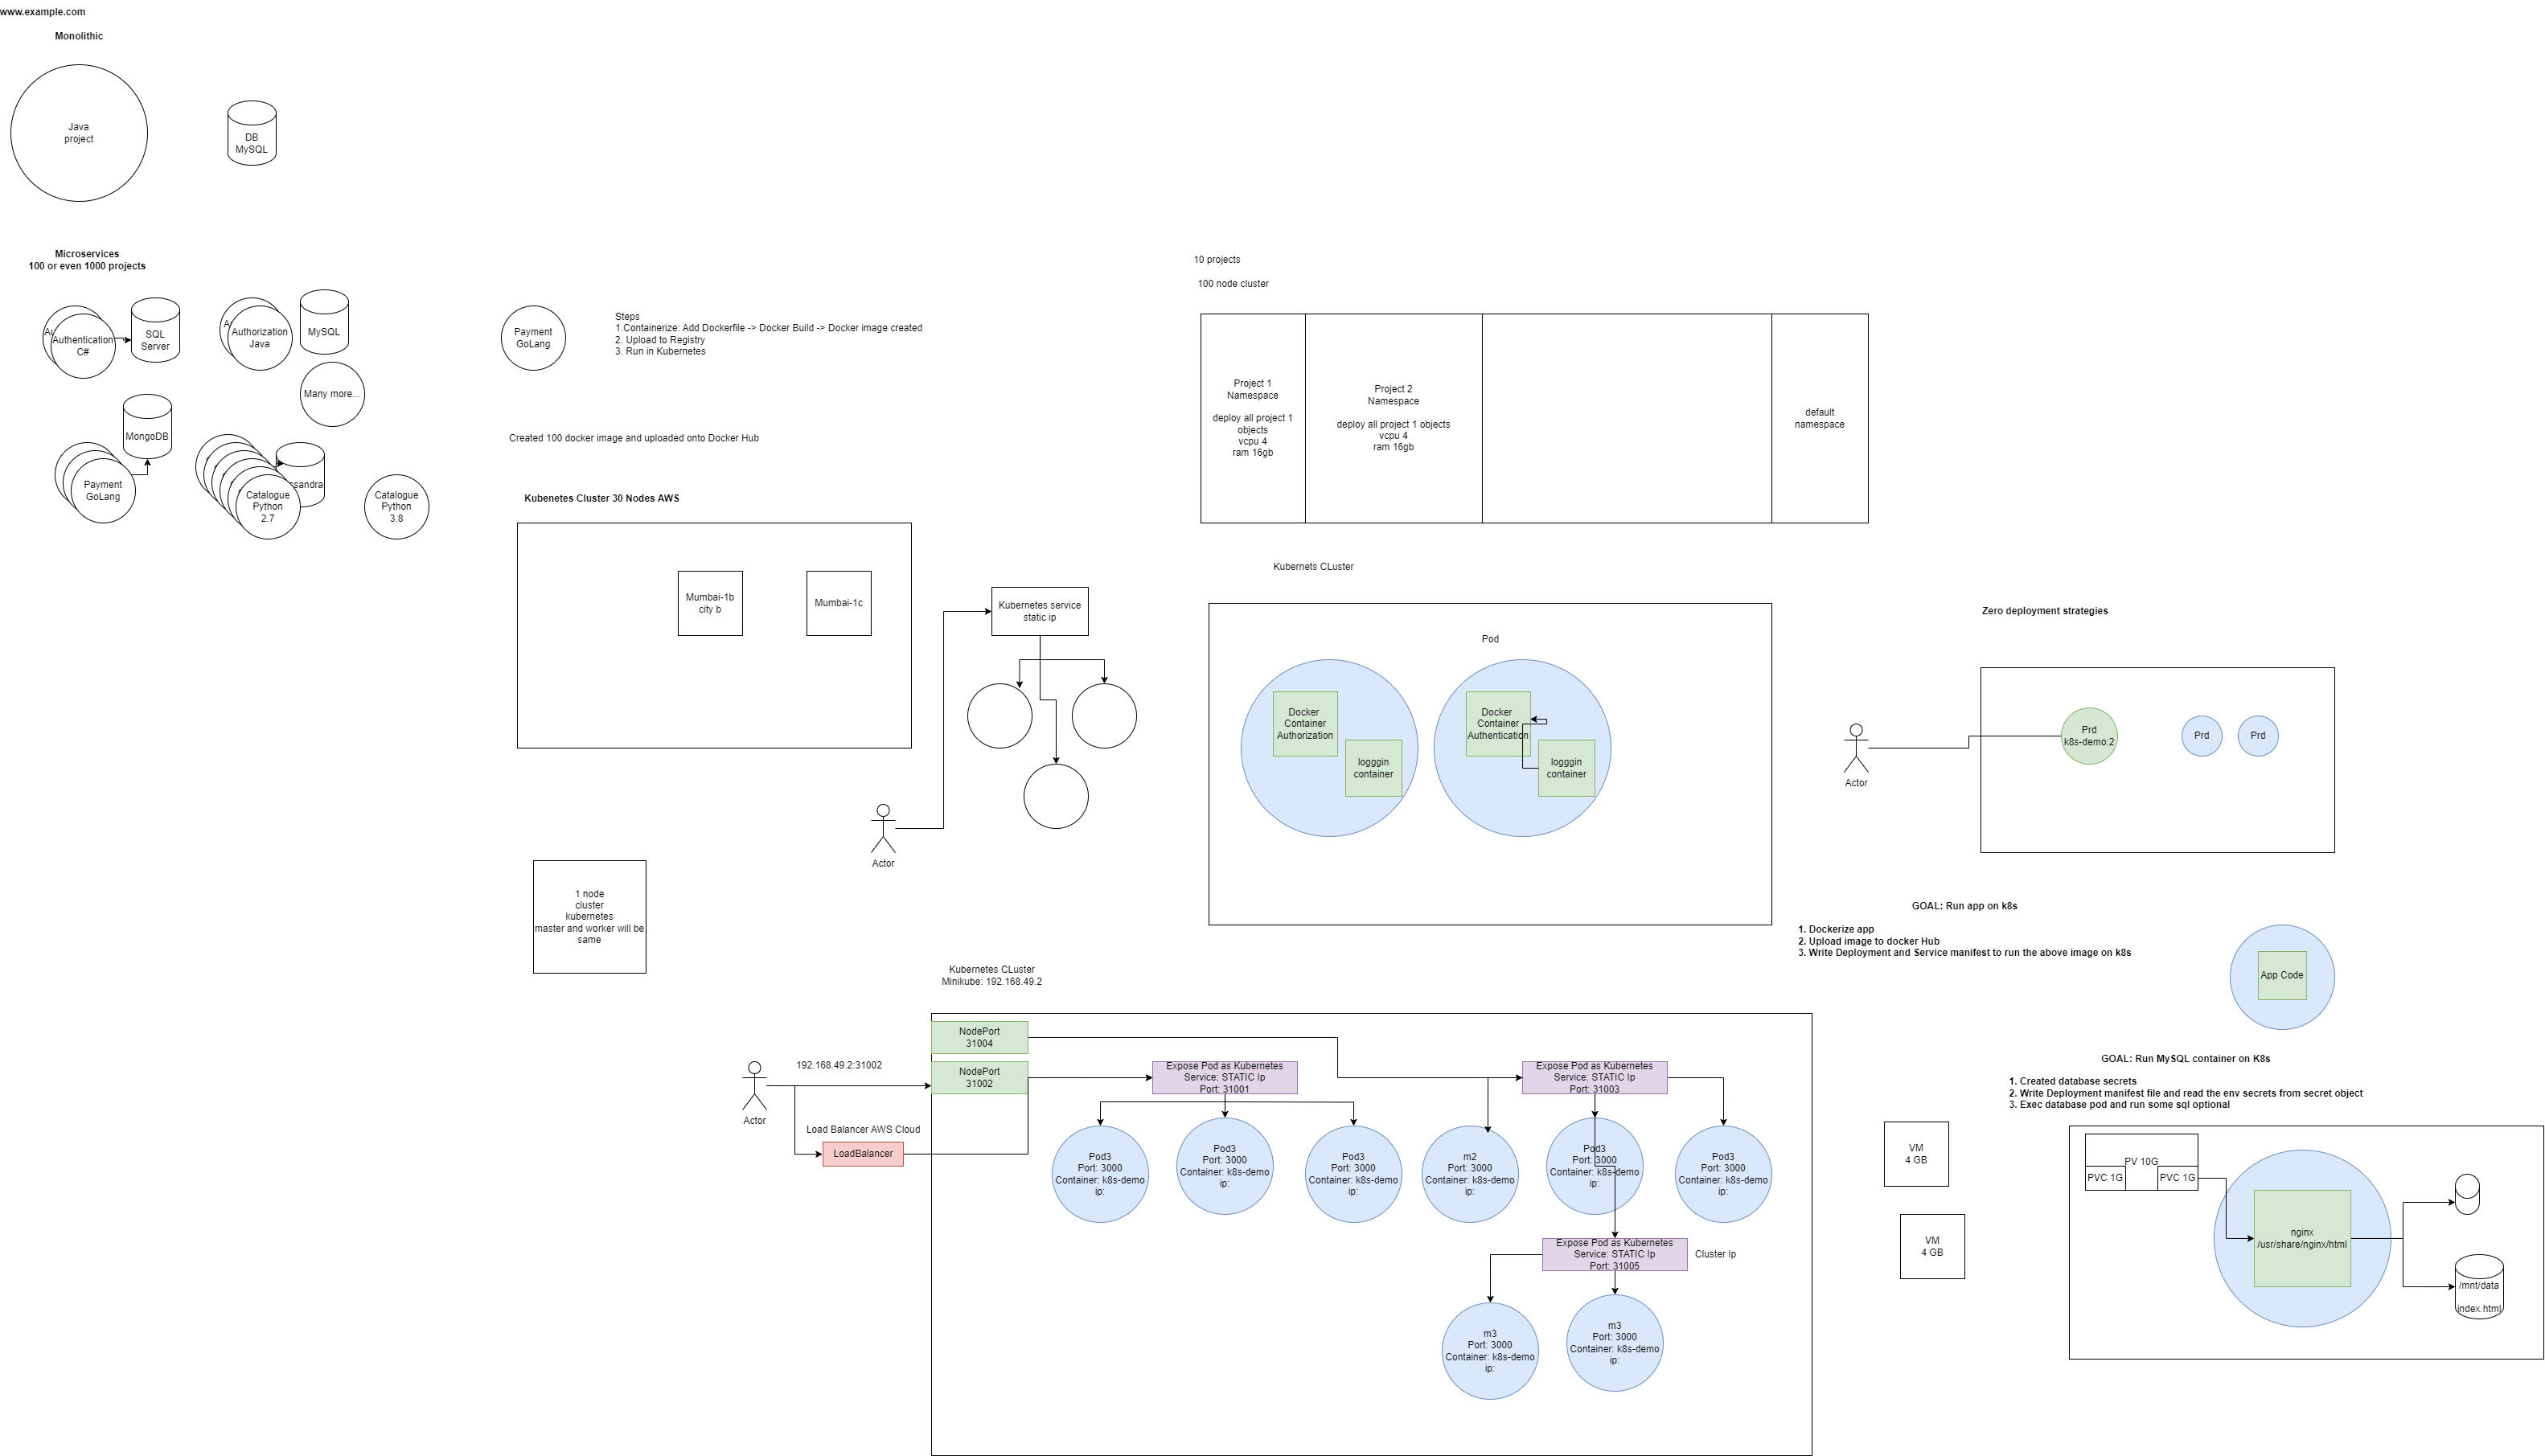 www.example.com
Monolithic
Java
project
DB
MySQL
Microservices
100 or even 1000 projects
Authentication
C#
SQL
Server
Authorization
Java
MySQL
Many more...
MongoDB
Payment
GoLang
Catalogue
Python
2.7
ssandra
Catalogue
Python
3.8
Payment
GoLang
Steps
1.Containerize: Add Dockerfile -> Docker Build -> Docker image created
2. Upload to Registry
3. Run in Kubernetes
Created 100 docker image and uploaded onto Docker Hub
Kubenetes Cluster 30 Nodes AWS
Mumbai-1b
city b
Mumbai-1c
Kubernetes service
static ip
Actor
1 node
cluster
kubernetes
master and worker will be
same
10 projects
100 node cluster
Project 1
Namespace
deploy all project 1
objects
vcpu 4
ram 16gb
Project 2
Namespace
deploy all project 1 objects
vcpu 4
ram 16gb
default
namespace
Kubernets CLuster
Pod
Docker
Container
Authorization
logggin
container
Docker
Container
Authentication
logggin
container
Zero deployment strategies
Actor
Prd
k8s-demo:2
Prd
Prd
GOAL: Run app on k8s
1. Dockerize app
2. Upload image to docker Hub
3. Write Deployment and Service manifest to run the above image on k8s
App Code
Kubernetes CLuster
Minikube: 192.168.49.2
Actor
192.168.49.2:31002
Load Balancer AWS Cloud
LoadBalancer
NodePort
31004
NodePort
31002
Expose Pod as Kubernetes
Service: STATIC Ip
Port: 31001
Expose Pod as Kubernetes
Service: STATIC Ip
Port: 31003
Pod3
Port: 3000
Container: k8s-demo
ip:
Pod3
Port: 3000
Container: k8s-demo
ip:
Pod3
Port: 3000
Container: k8s-demo
ip:
m2
Port: 3000
Container: k8s-demo
ip:
Pod3
Port: 3000
Container: k8s-demo
ip:
Pod3
Port: 3000
Container: k8s-demo
ip:
Expose Pod as Kubernetes
Service: STATIC Ip
Port: 31005
Cluster Ip
m3
Port: 3000
Container: k8s-demo
ip:
m3
Port: 3000
Container: k8s-demo
ip:
GOAL: Run MySQL container on K8s
1. Created database secrets
2. Write Deployment manifest file and read the env secrets from secret object
3. Exec database pod and run some sql optional
VM
4 GB
VM
4 GB
PV 10G
PVC 1G
PVC 1G
nginx
/usr/share/nginx/html
/mnt/data
index.html